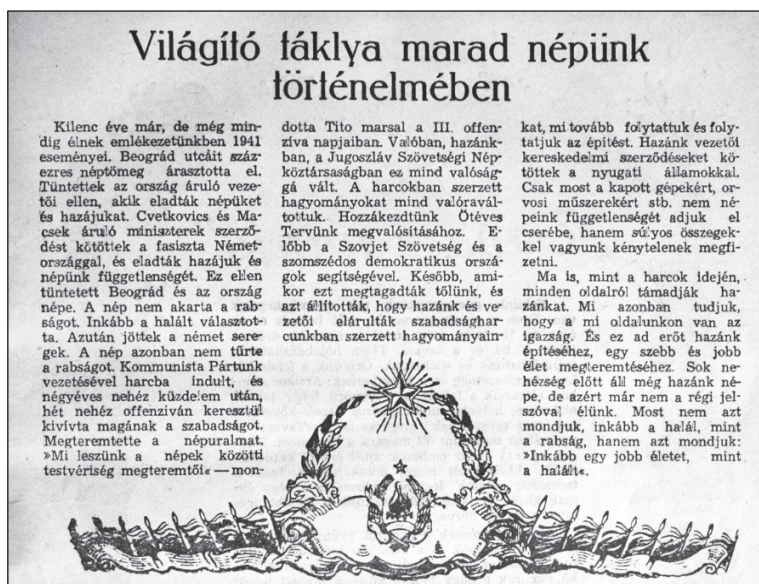 Világító fáklya marad népünk
történelmében
Kilenc éve már, de még min-
dig élnek emlékezetünkben 1941
eseményei. Beográd utcáit száz-
ezres néptömeg árasztotta el.
Tüntettek az ország áruló veze-
tői ellen, akik eladták népüket
és hazájukat. Cvetkovics és Ma-
csek áruló miniszterek szerző-
dést kötöttek a fasiszta Német-
országgal, és eladták hazájuk és
népünk függetlenségét. Ez ellen
tüntetett Beográd és az ország
népe. A nép nem akarta a rab-
ságot. Inkább a halált választot-
ta. Azután jöttek a német sere-
gek. A nép azonban nem tűrte
a rabságot. Kommunista Pártunk
vezetésével harcba indult, és
négyéves nehéz küzdelem után,
hét nehéz offenzíván keresztül
kivívta magának a szabadságot.
Megteremtette a népuralmat.
»Mi leszünk a népek közötti
testvériség megteremtői« — mon-
dotta Tito marsal a III. offen-
zíva napjaiban. Valóban, hazánk-
ban, a Jugoszláv Szövetségi Nép-
köztársaságban ez mind valóság-
gá vált. A harcokban szerzett
hagyományokat mind valóravál-
tottuk. Hozzákezdtünk Ötéves
Tervünk megvalósításához. E-
lőbb a Szovjet Szövetség és a
szomszédos demokratikus orszá-
gok segítségével. Később, ami-
kor ezt megtagadták tőlünk, és
azt állították, hogy hazánk és ve-
zetői elárulták szabadsághar-
cunkban szerzett hagyományain-
kat, mi tovább folytattuk és foly-
tatjuk az építést. Hazánk vezetői
kereskedelmi szerződéseket kö-
töttek a nyugati államokkal.
Csak most a kapott gépekért, or-
vosi műszerekért stb. nem né-
peink függetlenségét adjuk el
cserébe, hanem súlyos összegek-
kel vagyunk kénytelenek megfi-
zetni.
Ma is, mint a harcok idején,
minden oldalról támadják ha-
zánkat. Mi azonban tudjuk,
hogy a mi oldalunkon van az
igazság. És ez ad erőt hazánk
építéséhez, egy szebb és jobb
élet megteremtéséhez. Sok ne-
hézség előtt áll még hazánk né-
pe, de azért már nem a régi jel-
szóval élünk. Most nem azt
mondjuk, inkább a halál, mint
a rabság, hanem azt mondjuk:
»Inkább egy jobb életet, mint
a halált«.